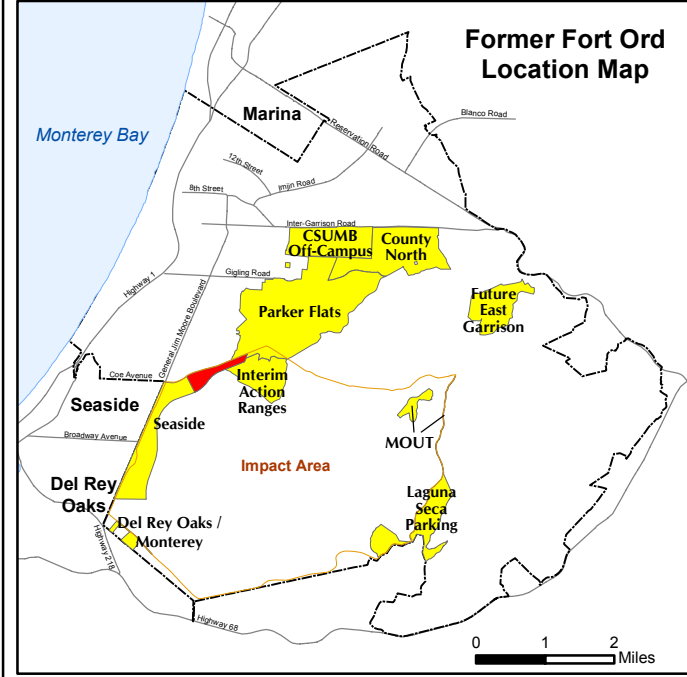 Former Fort Ord
Location Map
Blanco Road
Marina
Reservation Road
Monterey Bay
12th Street
Imjin Road
8th Street
Inter-Garrison Road
CSUMB
Off-Campus
County
North
Gigling Road
Highway 1
General Jim Moore Boulevard
Future
East
Garrison
Parker Flats
Coe Avenue
Interim
Action
Ranges
Seaside
Seaside
Broadway Avenue
MOUT
Impact Area
Del Rey
Oaks
Laguna
Seca
Parking
Del Rey Oaks /
Monterey
Highway 218
Highway 68
0 1 2
Miles